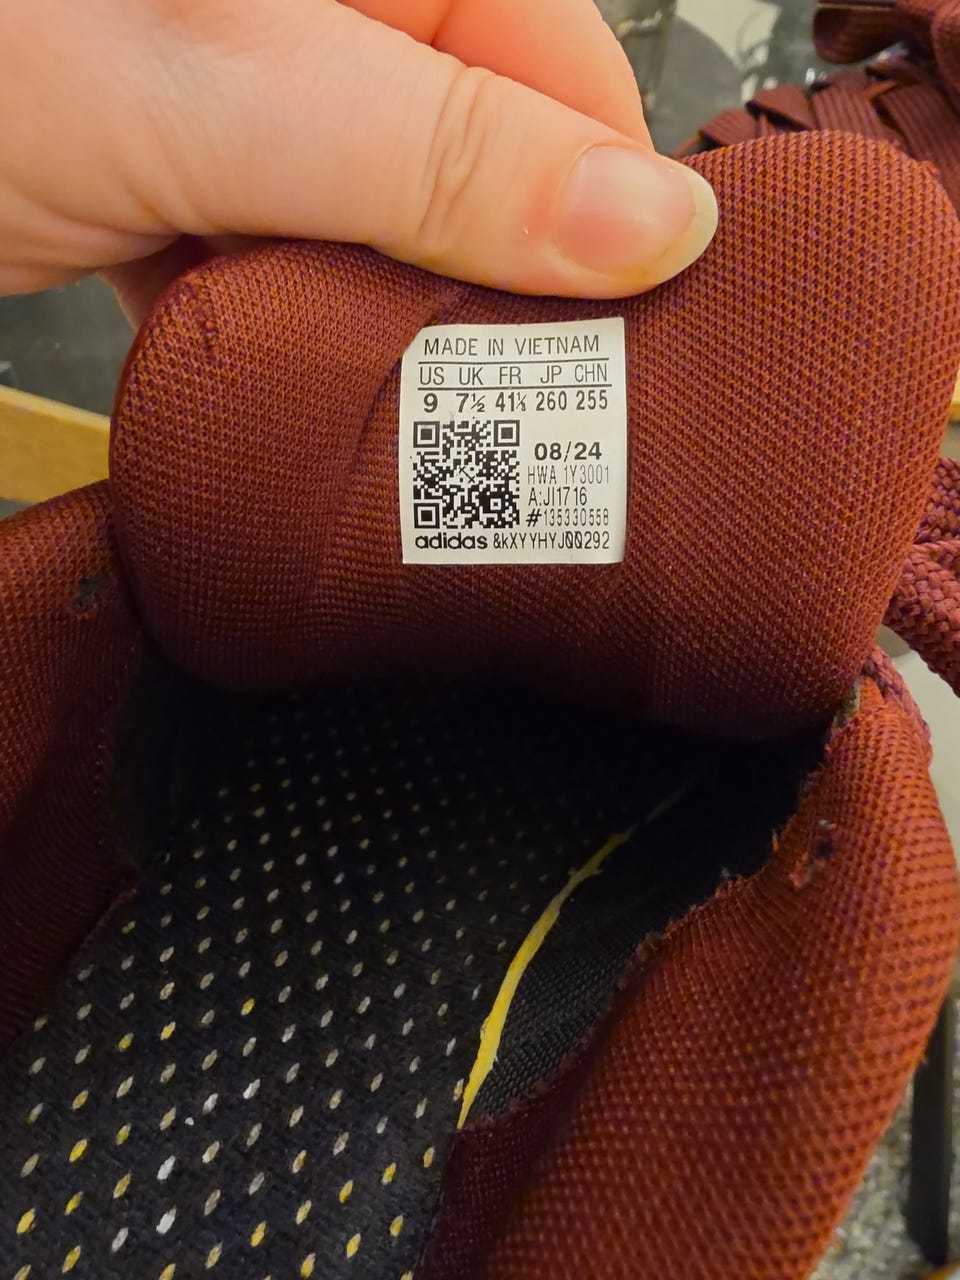 MADE IN VIETNAM
US UK FR JP CHN
9 7½ 41⅓ 260 255
08/24
HWA 1Y3001
A:JI1716
#135330558
adidas &kXYYHYJ00292